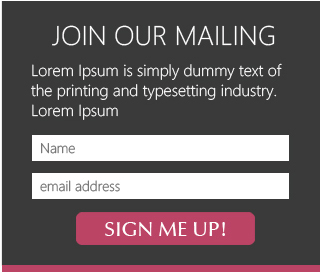 JOIN OUR MAILING
Lorem Ipsum is simply dummy text of
the printing and typesetting industry.
Lorem Ipsum
Name
email address
SIGN ME UP!